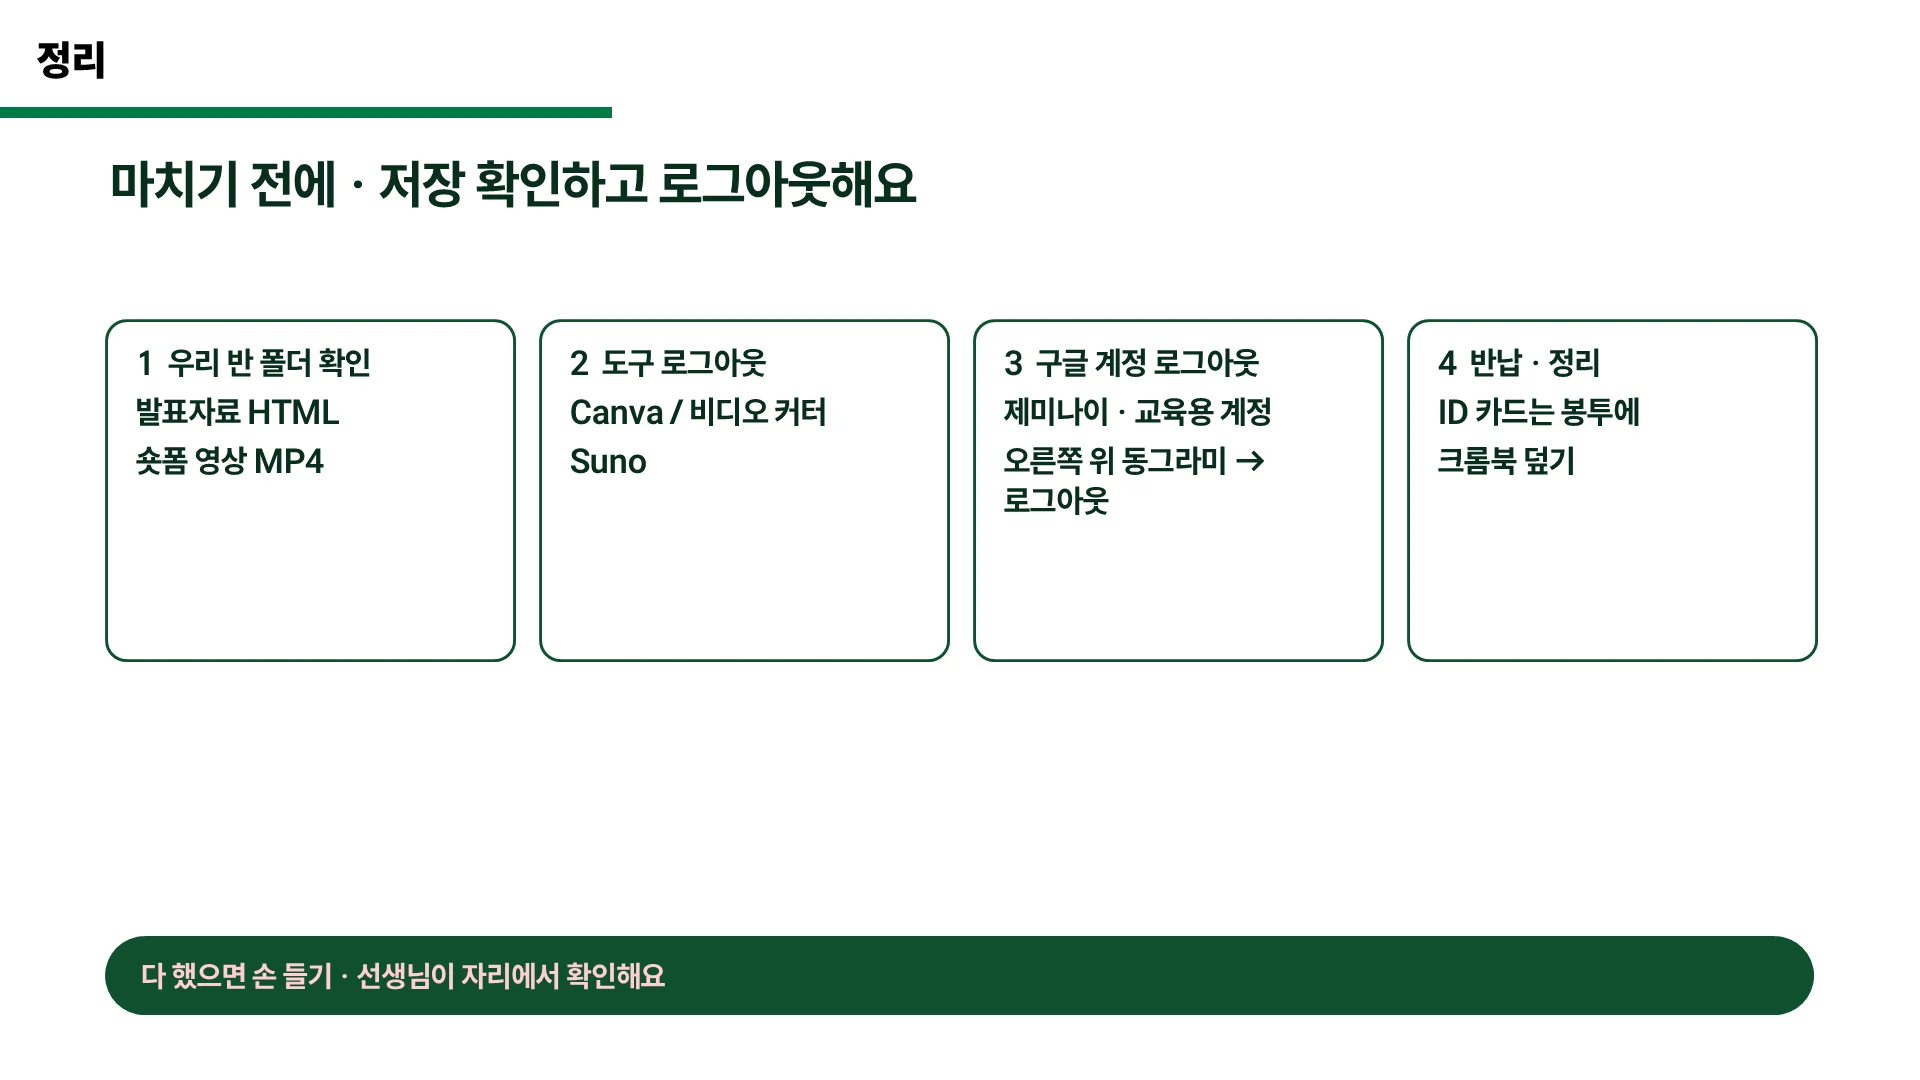 정리
마치기 전에 · 저장 확인하고 로그아웃해요
1 우리 반 폴더 확인
발표자료 HTML
숏폼 영상 MP4
2 도구 로그아웃
Canva / 비디오 커터
Suno
3 구글 계정 로그아웃
제미나이 · 교육용 계정
오른쪽 위 동그라미 →
로그아웃
4 반납 · 정리
ID 카드는 봉투에
크롬북 덮기
다 했으면 손 들기 · 선생님이 자리에서 확인해요